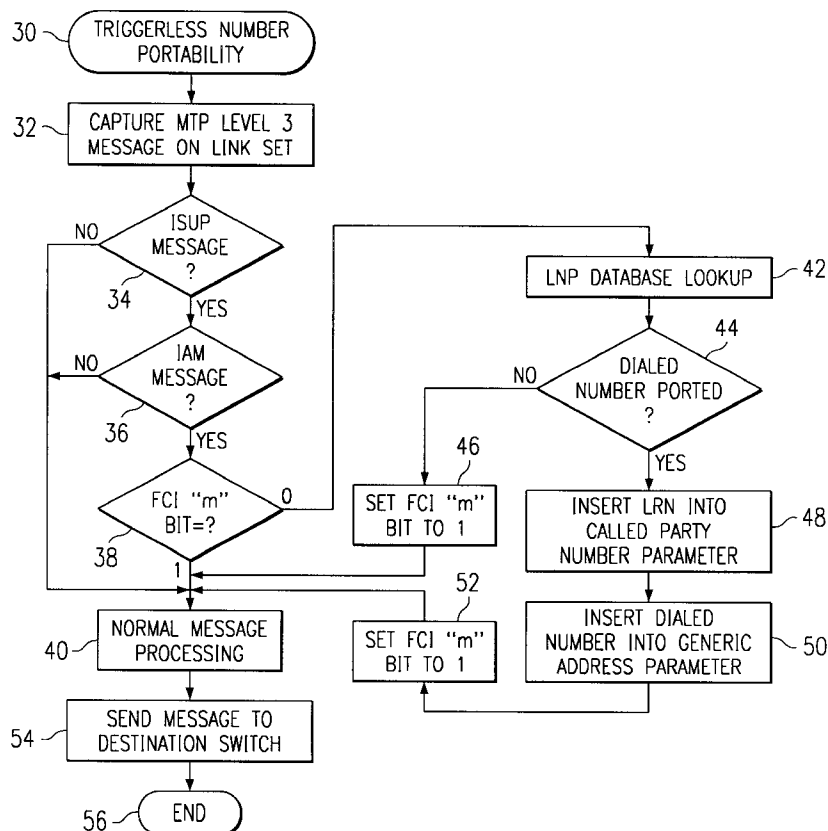 30
TRIGGERLESS NUMBER
PORTABILITY
32
CAPTURE MTP LEVEL 3
MESSAGE ON LINK SET
NO
ISUP
MESSAGE
?
34
YES
NO
IAM
MESSAGE
?
36
YES
FCI "m"
BIT=?
0
38
1
40
NORMAL MESSAGE
PROCESSING
54
SEND MESSAGE TO
DESTINATION SWITCH
56
END
LNP DATABASE LOOKUP
42
44
NO
DIALED
NUMBER PORTED
?
YES
46
SET FCI "m"
BIT TO 1
INSERT LRN INTO
CALLED PARTY
NUMBER PARAMETER
48
52
SET FCI "m"
BIT TO 1
INSERT DIALED
NUMBER INTO GENERIC
ADDRESS PARAMETER
50